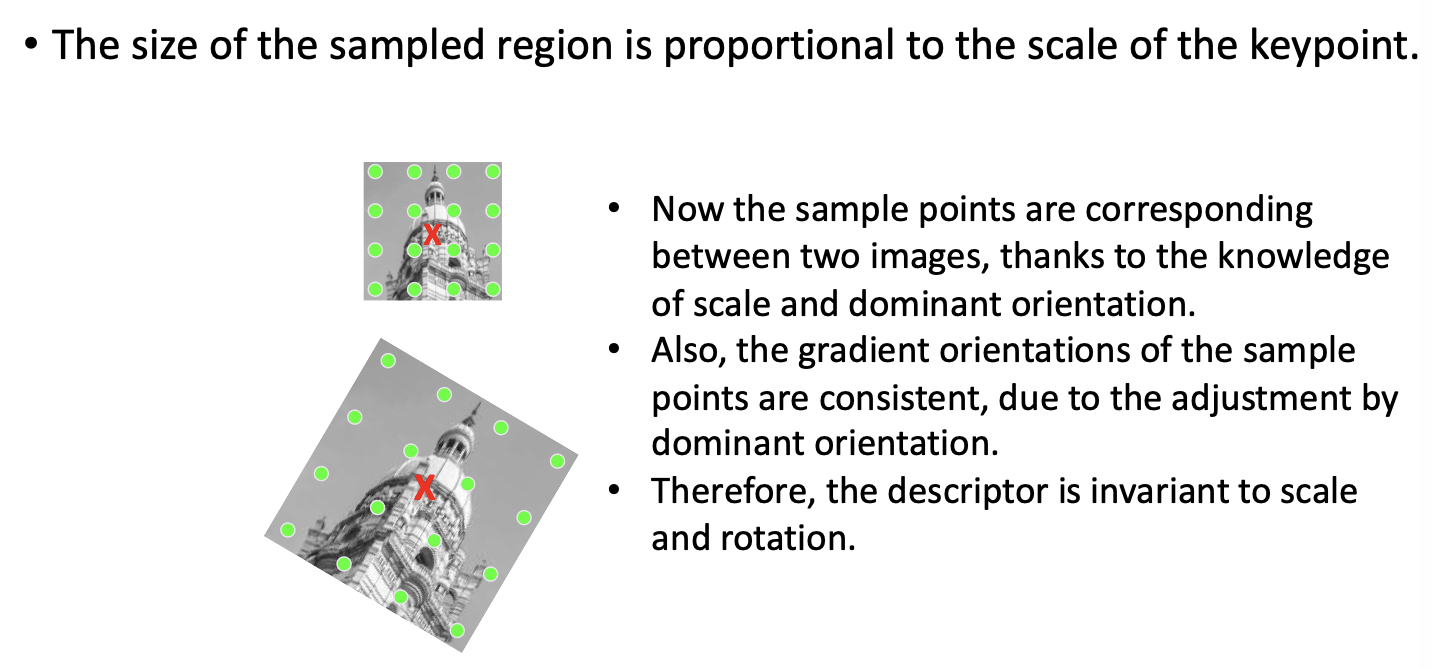 • The size of the sampled region is proportional to the scale of the keypoint.
X
• Now the sample points are corresponding
between two images, thanks to the knowledge
of scale and dominant orientation.
• Also, the gradient orientations of the sample
points are consistent, due to the adjustment by
dominant orientation.
X
• Therefore, the descriptor is invariant to scale
and rotation.